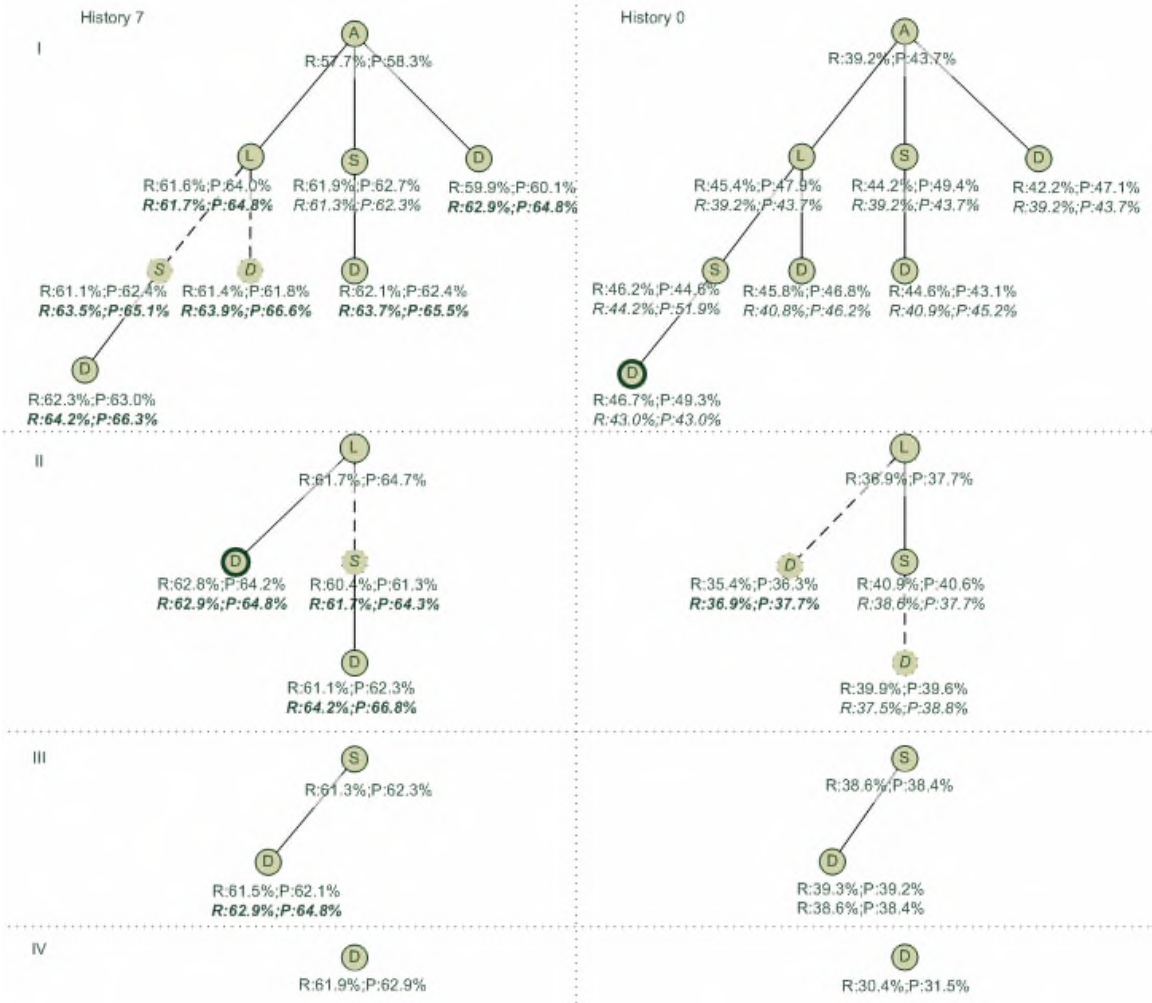 History 7
History 0
I
A
R:57.7%;P:58.3%
A
R:39.2%;P:43.7%
L
S
D
L
S
D
R:61.6%;P:64.0%
R:61.9%;P:62.7%
R:59.9%;P:60.1%
R:45.4%;P:47.9%
R:44.2%;P:49.4%
R:42.2%;P:47.1%
R:61.7%;P:64.8%
R:61.3%;P:62.3%
R:62.9%;P:64.8%
R:39.2%;P:43.7%
R:39.2%;P:43.7%
R:39.2%;P:43.7%
S
D
D
S
D
D
R:61.1%;P:62.4%
R:61.4%;P:61.8%
R:62.1%;P:62.4%
R:46.2%;P:44.6%
R:45.8%;P:46.8%
R:44.6%;P:43.1%
R:63.5%;P:65.1%
R:63.9%;P:66.6%
R:63.7%;P:65.5%
R:44.2%;P:51.9%
R:40.8%;P:46.2%
R:40.9%;P:45.2%
D
D
R:62.3%;P:63.0%
R:46.7%;P:49.3%
R:64.2%;P:66.3%
R:43.0%;P:43.0%
II
L
L
R:61.7%;P:64.7%
R:36.9%;P:37.7%
D
S
D
S
R:62.8%;P:64.2%
R:60.4%;P:61.3%
R:35.4%;P:36.3%
R:40.9%;P:40.6%
R:62.9%;P:64.8%
R:61.7%;P:64.3%
R:36.9%;P:37.7%
R:38.6%;P:37.7%
D
D
R:61.1%;P:62.3%
R:39.9%;P:39.6%
R:64.2%;P:66.8%
R:37.5%;P:38.8%
III
S
S
R:61.3%;P:62.3%
R:38.6%;P:38.4%
D
D
R:61.5%;P:62.1%
R:39.3%;P:39.2%
R:62.9%;P:64.8%
R:38.6%;P:38.4%
IV
D
D
R:61.9%;P:62.9%
R:30.4%;P:31.5%